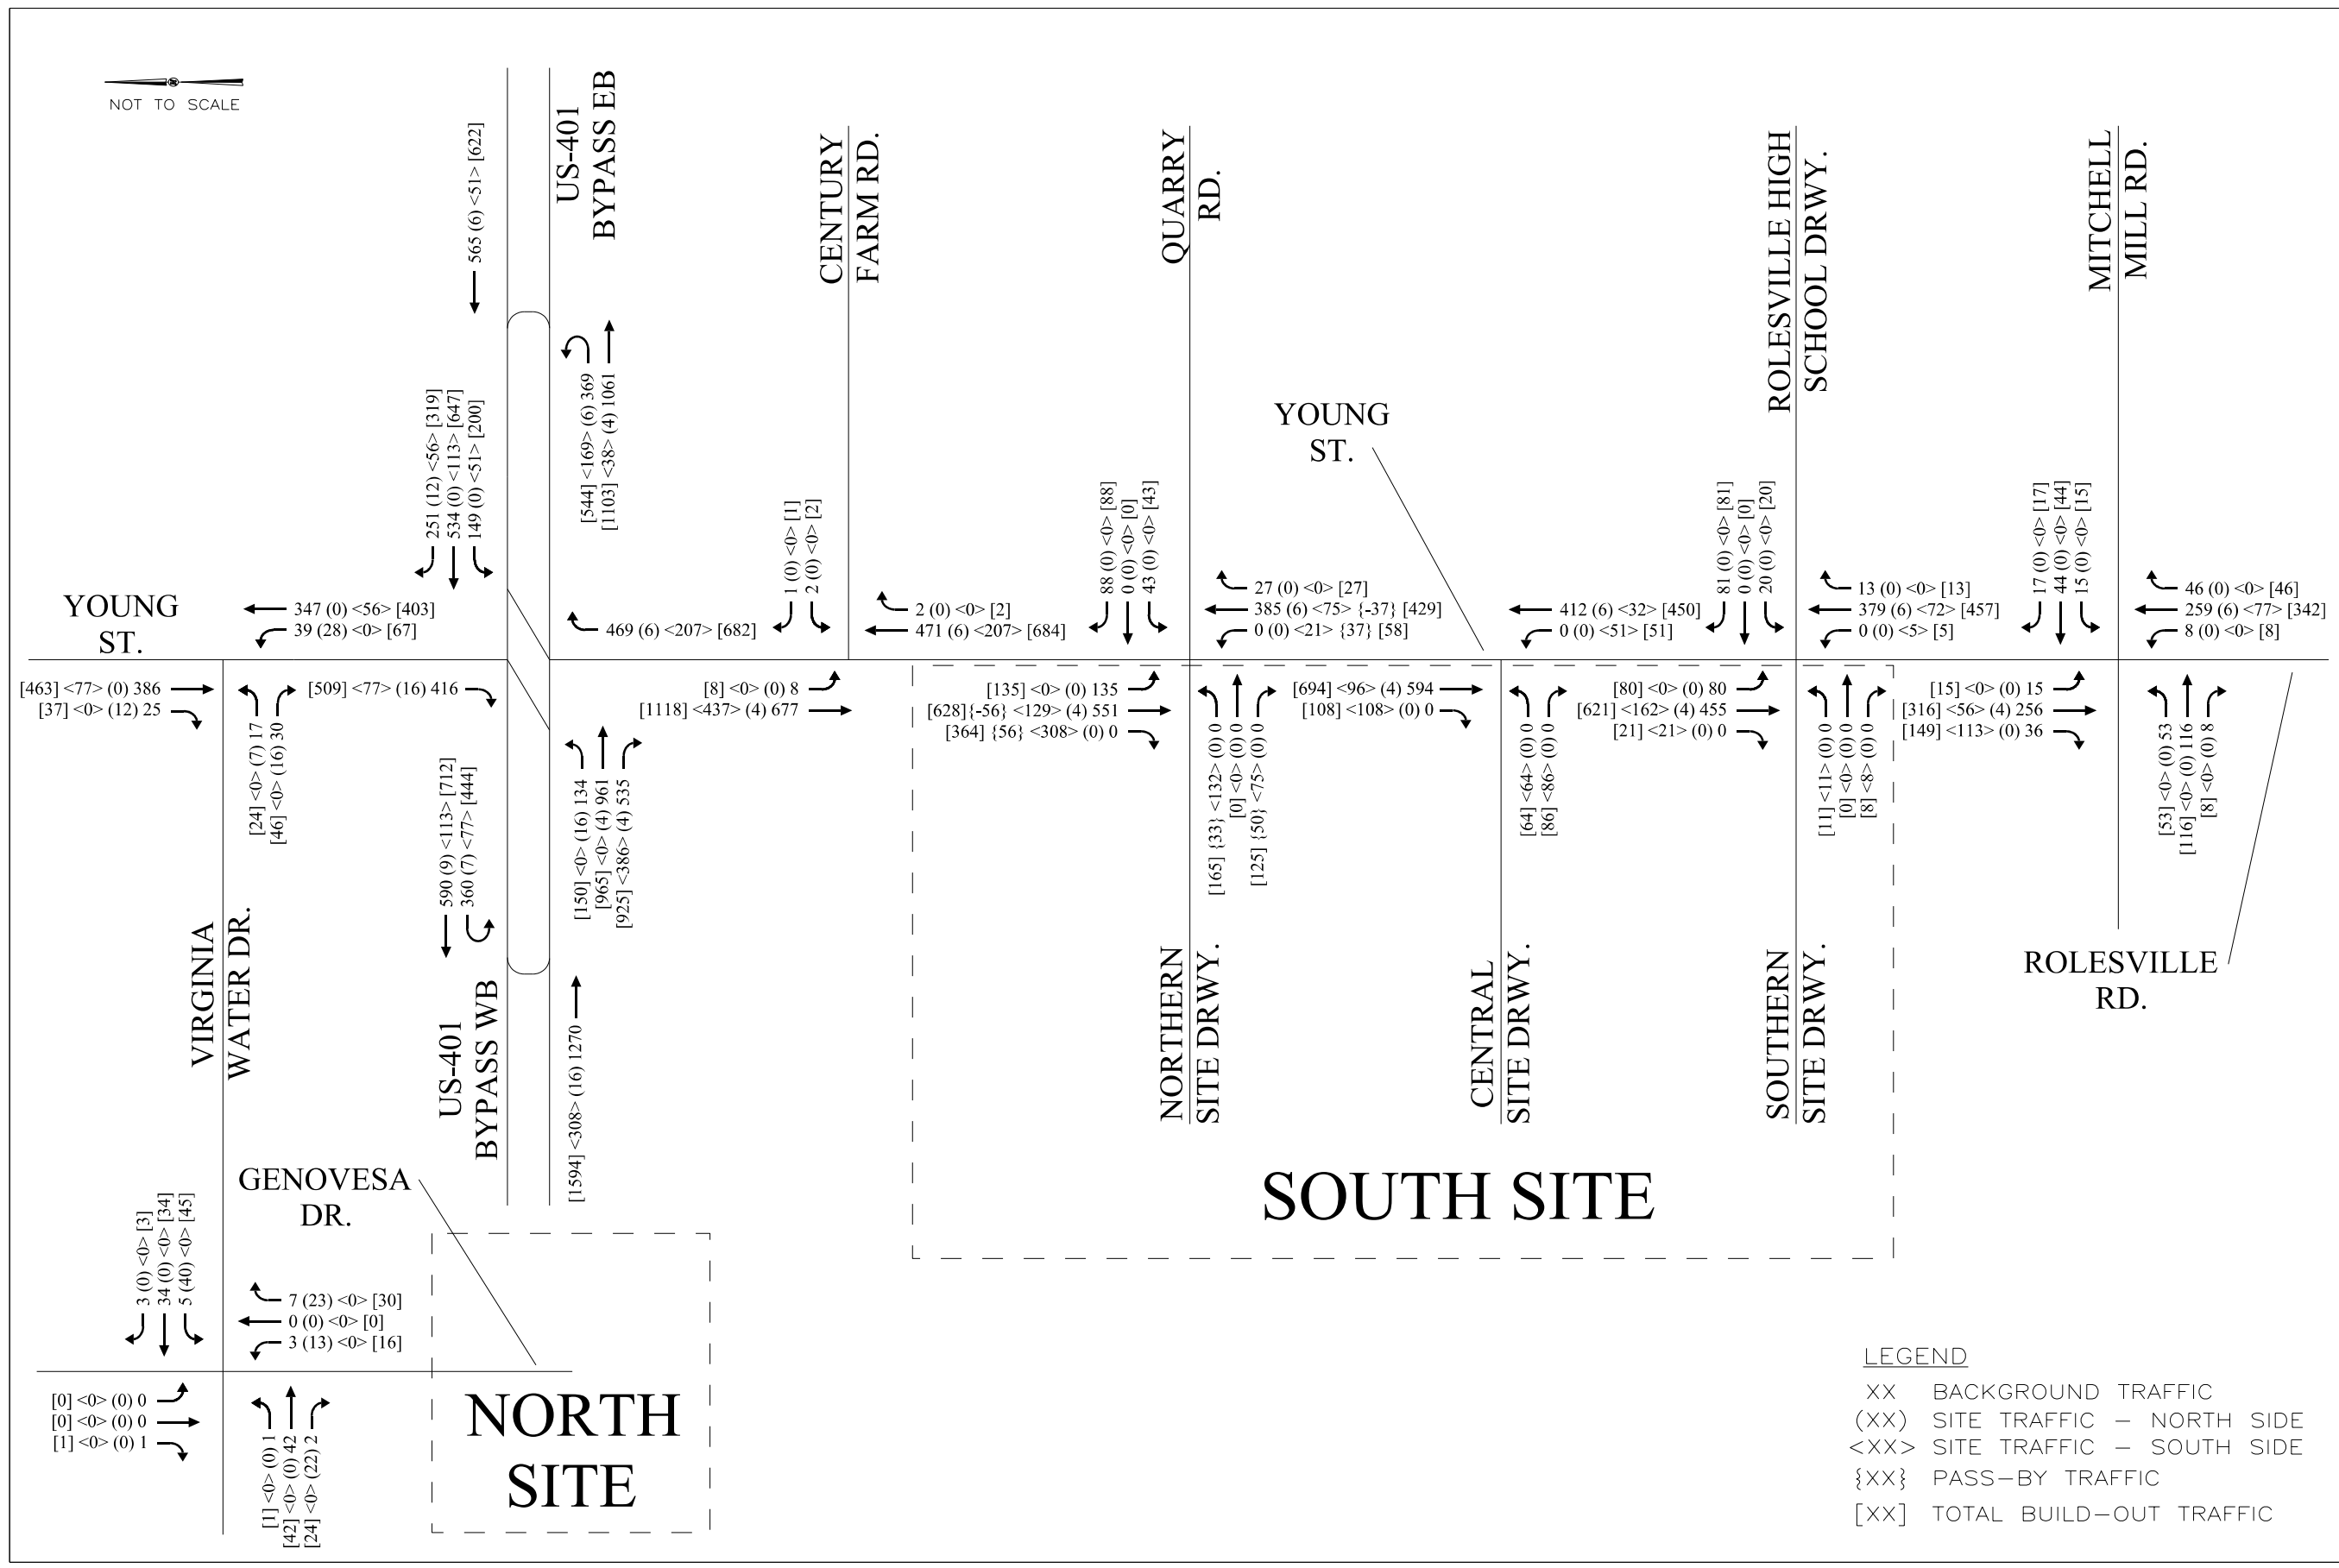 NOT TO SCALE
565 (6) <51> [622]
US-401
BYPASS EB
CENTURY
FARM RD.
QUARRY
RD.
ROLESVILLE HIGH
SCHOOL DRWY.
MITCHELL
MILL RD.
251 (12) <56> [319]
534 (0) <113> [647]
149 (0) <51> [200]
[544] <169> (6) 369
[1103] <38> (4) 1061
YOUNG
ST.
1 (0) <0> [1]
2 (0) <0> [2]
88 (0) <0> [88]
0 (0) <0> [0]
43 (0) <0> [43]
81 (0) <0> [81]
0 (0) <0> [0]
20 (0) <0> [20]
17 (0) <0> [17]
44 (0) <0> [44]
15 (0) <0> [15]
YOUNG
ST.
347 (0) <56> [403]
39 (28) <0> [67]
469 (6) <207> [682]
2 (0) <0> [2]
471 (6) <207> [684]
27 (0) <0> [27]
385 (6) <75> {-37} [429]
0 (0) <21> {37} [58]
412 (6) <32> [450]
0 (0) <51> [51]
13 (0) <0> [13]
379 (6) <72> [457]
0 (0) <5> [5]
46 (0) <0> [46]
259 (6) <77> [342]
8 (0) <0> [8]
[463] <77> (0) 386
[37] <0> (12) 25
[24] <0> (7) 17
[46] <0> (16) 30
[509] <77> (16) 416
[8] <0> (0) 8
[1118] <437> (4) 677
[135] <0> (0) 135
[628]{-56} <129> (4) 551
[364] {56} <308> (0) 0
[165] {33} <132> (0) 0
[0] <0> (0) 0
[125] {50} <75> (0) 0
[694] <96> (4) 594
[108] <108> (0) 0
[64] <64> (0) 0
[86] <86> (0) 0
[80] <0> (0) 80
[621] <162> (4) 455
[21] <21> (0) 0
[11] <11> (0) 0
[0] <0> (0) 0
[8] <8> (0) 0
[15] <0> (0) 15
[316] <56> (4) 256
[149] <113> (0) 36
[53] <0> (0) 53
[116] <0> (0) 116
[8] <0> (0) 8
590 (9) <113> [712]
360 (7) <77> [444]
[150] <0> (16) 134
[965] <0> (4) 961
[925] <386> (4) 535
VIRGINIA
WATER DR.
US-401
BYPASS WB
[1594] <308> (16) 1270
NORTHERN
SITE DRWY.
CENTRAL
SITE DRWY.
SOUTHERN
SITE DRWY.
ROLESVILLE
RD.
SOUTH SITE
GENOVESA
DR.
3 (0) <0> [3]
34 (0) <0> [34]
5 (40) <0> [45]
7 (23) <0> [30]
0 (0) <0> [0]
3 (13) <0> [16]
[0] <0> (0) 0
[0] <0> (0) 0
[1] <0> (0) 1
[1] <0> (0) 1
[42] <0> (0) 42
[24] <0> (22) 2
NORTH
SITE
LEGEND
XX BACKGROUND TRAFFIC
(XX) SITE TRAFFIC – NORTH SIDE
<XX> SITE TRAFFIC – SOUTH SIDE
{XX} PASS–BY TRAFFIC
[XX] TOTAL BUILD–OUT TRAFFIC